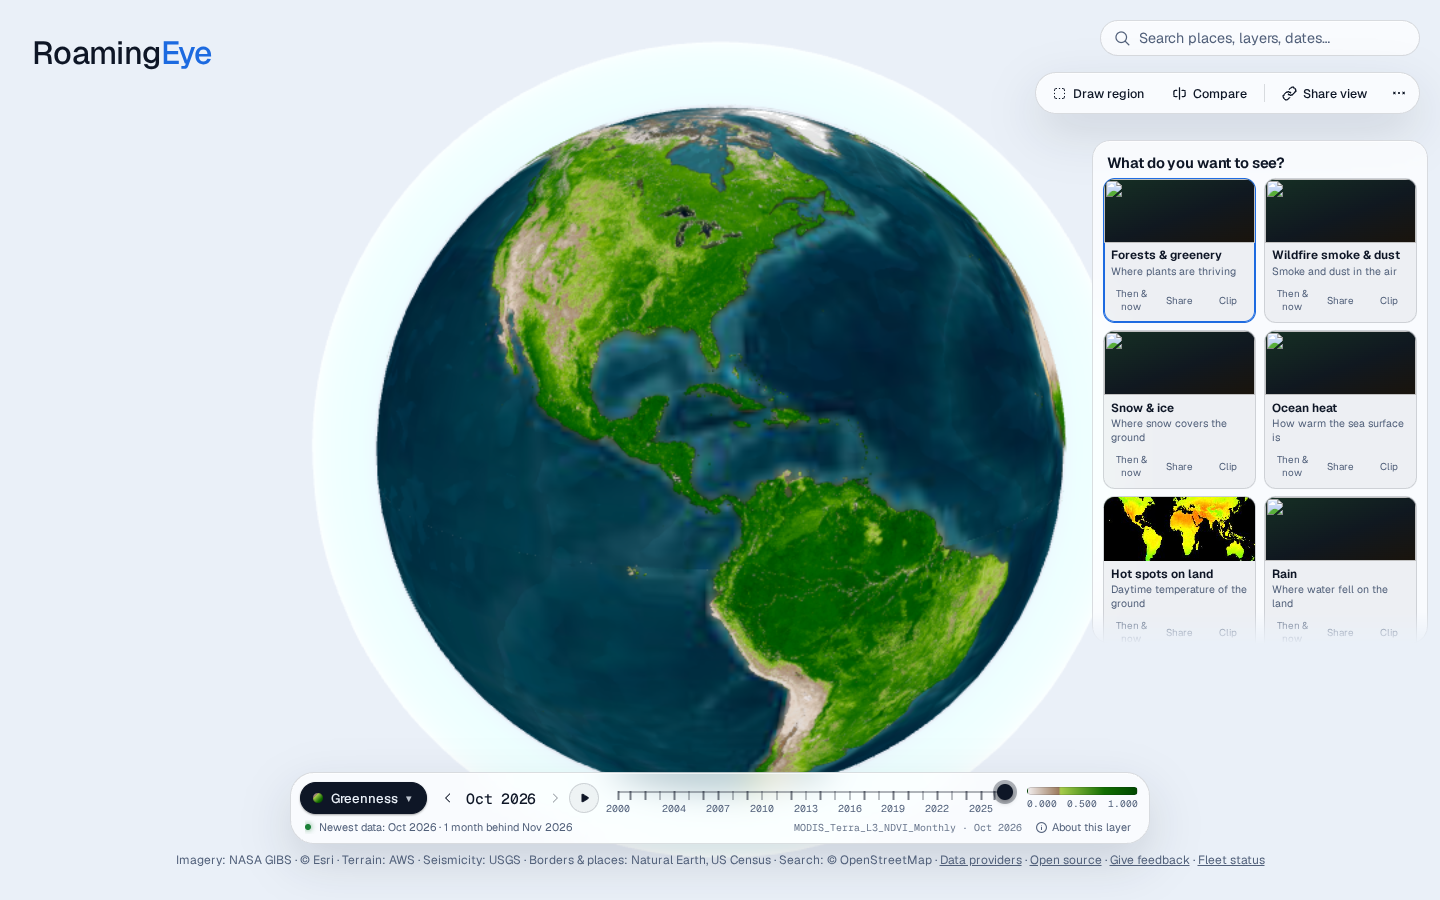 RoamingEye
Search places, layers, dates...
Draw region
Compare
Share view
What do you want to see?
Forests & greenery
Where plants are thriving
Then & now
Share
Clip
Wildfire smoke & dust
Smoke and dust in the air
Then & now
Share
Clip
Snow & ice
Where snow covers the ground
Then & now
Share
Clip
Ocean heat
How warm the sea surface is
Then & now
Share
Clip
Hot spots on land
Daytime temperature of the ground
Then & now
Share
Clip
Rain
Where water fell on the land
Then & now
Share
Clip
Greenness
Oct 2026
2000 2004 2007 2010 2013 2016 2019 2022 2025
0.000 0.500 1.000
Newest data: Oct 2026 · 1 month behind Nov 2026
MODIS_Terra_L3_NDVI_Monthly · Oct 2026
About this layer
Imagery: NASA GIBS · © Esri · Terrain: AWS · Seismicity: USGS · Borders & places: Natural Earth, US Census · Search: © OpenStreetMap · Data providers · Open source · Give feedback · Fleet status